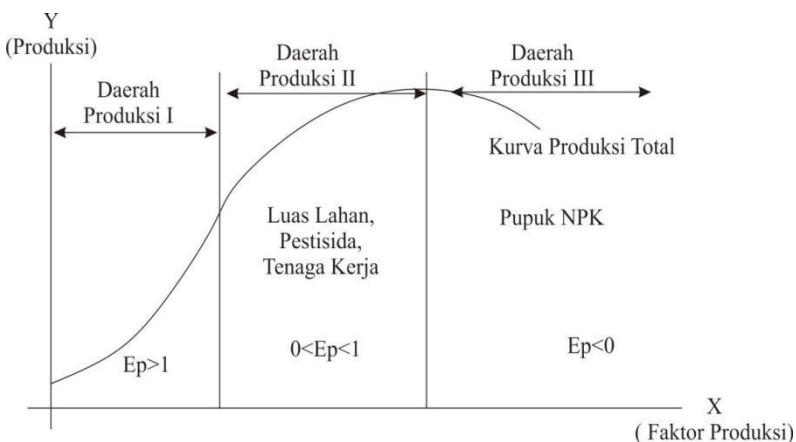 Y
(Produksi)
Daerah
Produksi I
Daerah
Produksi II
Daerah
Produksi III
Kurva Produksi Total
Luas Lahan,
Pestisida,
Tenaga Kerja
Pupuk NPK
Ep>1
0<Ep<1
Ep<0
X
( Faktor Produksi)